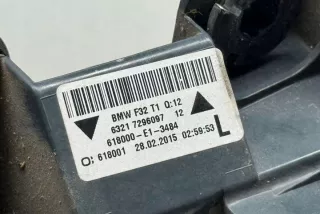 BMW F32 T1 Q:12
6321 7296097 12
618000-E1-3484
O: 618001 28.02.2015 02:59:53 L